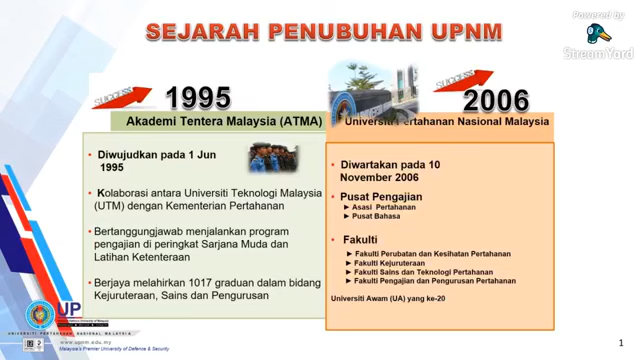 SEJARAH PENUBUHAN UPNM
Powered by
StreamYard
SUCCESS
1995
SUCCESS
2006
Akademi Tentera Malaysia (ATMA)
Universiti Pertahanan Nasional Malaysia
• Diwujudkan pada 1 Jun
1995
• Kolaborasi antara Universiti Teknologi Malaysia
(UTM) dengan Kementerian Pertahanan
• Bertanggungjawab menjalankan program
pengajian di peringkat Sarjana Muda dan
Latihan Ketenteraan
• Berjaya melahirkan 1017 graduan dalam bidang
Kejuruteraan, Sains dan Pengurusan
• Diwartakan pada 10
November 2006
• Pusat Pengajian
► Asasi Pertahanan
► Pusat Bahasa
• Fakulti
► Fakulti Perubatan dan Kesihatan Pertahanan
► Fakulti Kejuruteraan
► Fakulti Sains dan Teknologi Pertahanan
► Fakulti Pengajian dan Pengurusan Pertahanan
Universiti Awam (UA) yang ke-20
UP
UNIVERSITI PERTAHANAN NASIONAL MALAYSIA
www.upnm.edu.my
Malaysia's Premier University of Defence & Security
1